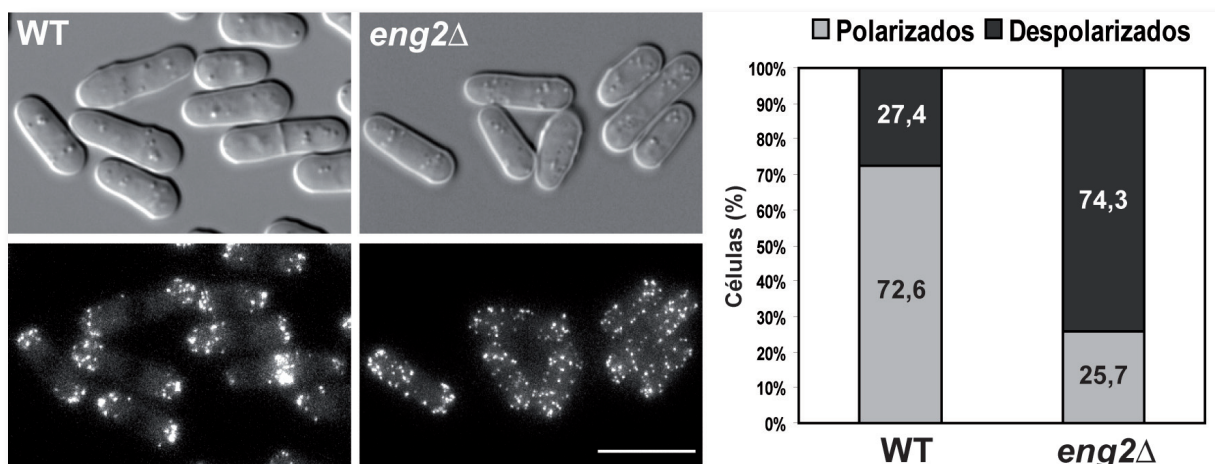 WT
eng2Δ
Polarizados
Despolarizados
Células (%)
100%
90%
80%
70%
60%
50%
40%
30%
20%
10%
0%
27,4
72,6
74,3
25,7
WT
eng2Δ